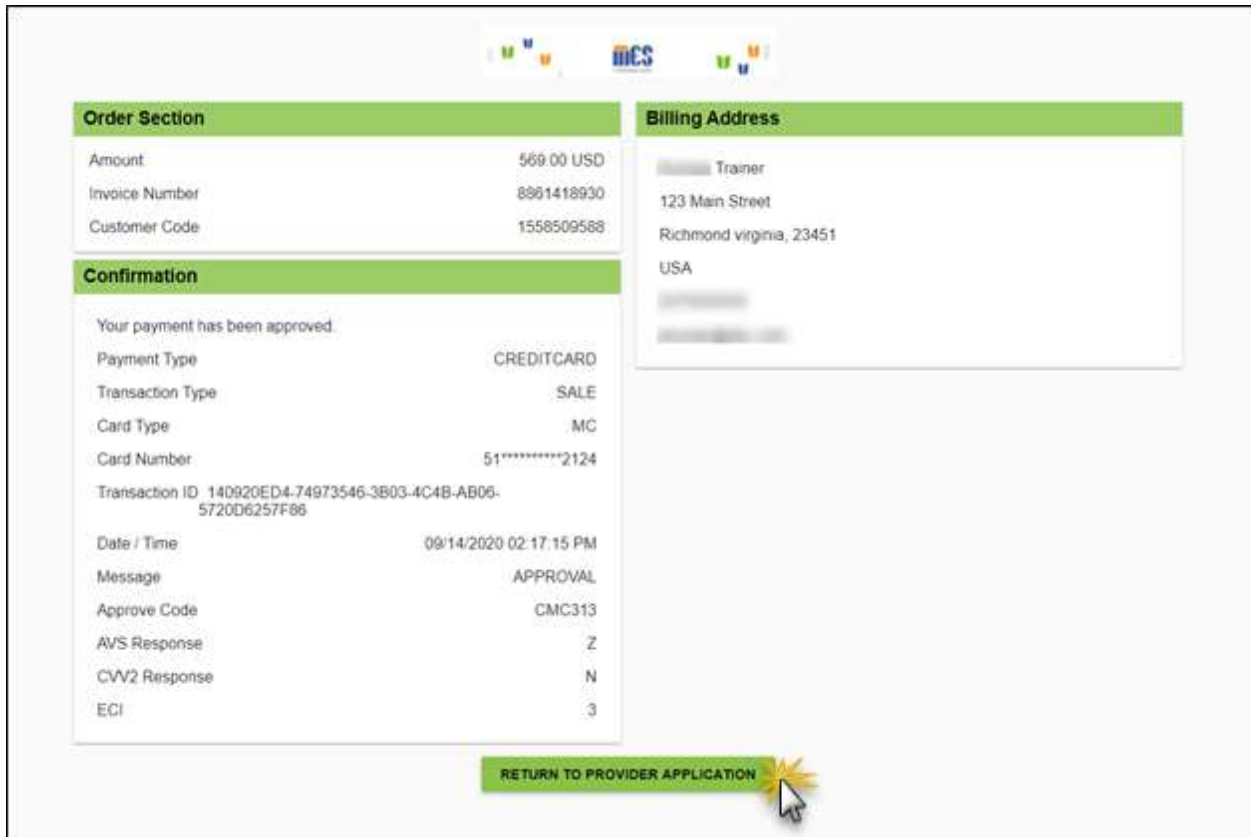 mES
Order Section
Amount 569.00 USD
Invoice Number 8861418930
Customer Code 1558509588
Confirmation
Your payment has been approved.
Payment Type CREDITCARD
Transaction Type SALE
Card Type MC
Card Number 51**********2124
Transaction ID 140920ED4-74973546-3B03-4C4B-AB06-
5720D6257F86
Date / Time 09/14/2020 02:17:15 PM
Message APPROVAL
Approve Code CMC313
AVS Response Z
CVV2 Response N
ECI 3
Billing Address
Trainer
123 Main Street
Richmond virginia, 23451
USA
RETURN TO PROVIDER APPLICATION